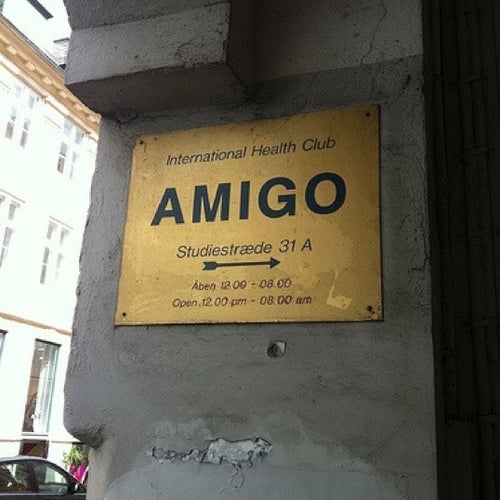 International Health Club
AMIGO
Studiestræde 31 A
Åben 12.00 - 08.00
Open 12.00 pm - 08.00 am